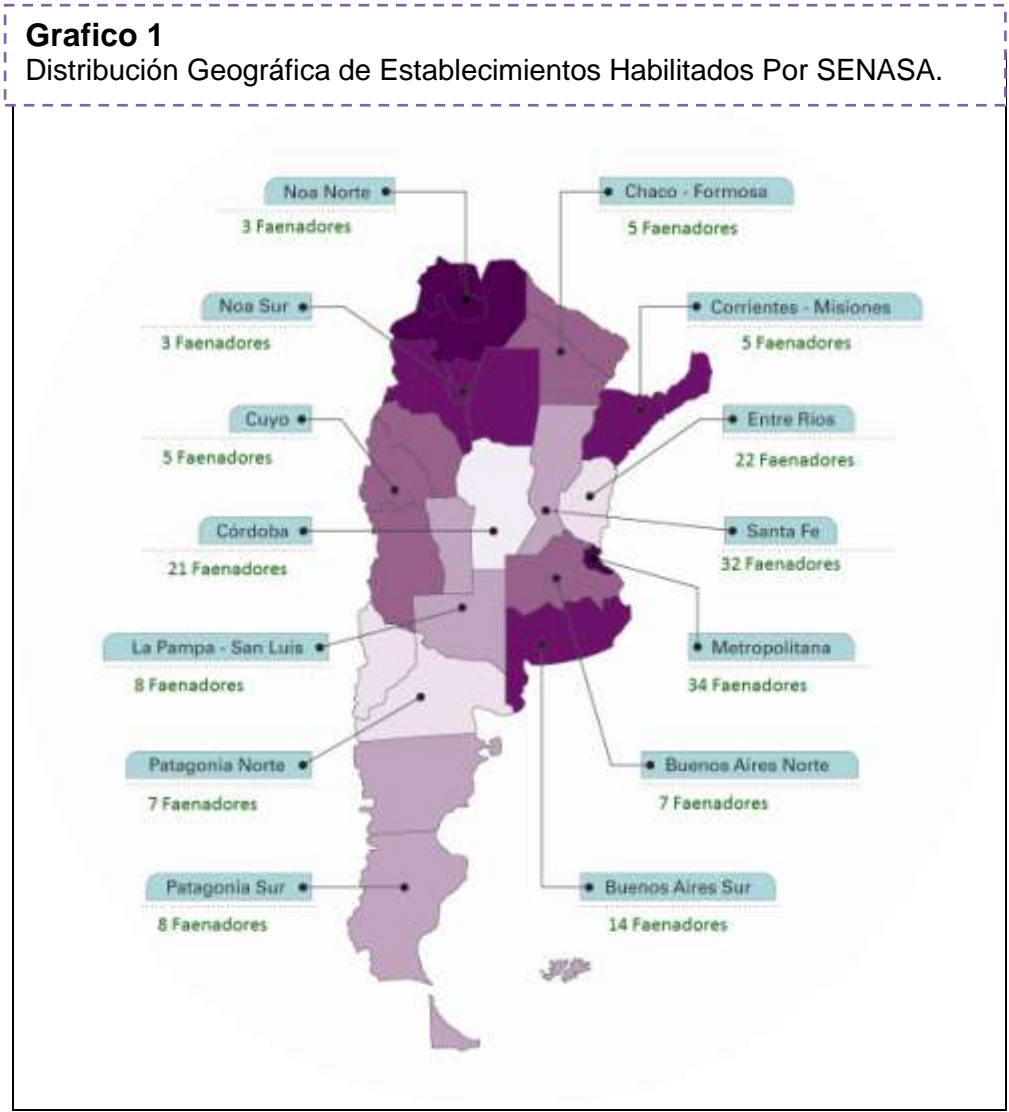 Grafico 1
Distribución Geográfica de Establecimientos Habilitados Por SENASA.
Noa Norte
3 Faenadores
Chaco - Formosa
5 Faenadores
Noa Sur
3 Faenadores
Corrientes - Misiones
5 Faenadores
Cuyo
5 Faenadores
Entre Rios
22 Faenadores
Córdoba
21 Faenadores
Santa Fe
32 Faenadores
La Pampa - San Luis
8 Faenadores
Metropolitana
34 Faenadores
Patagonia Norte
7 Faenadores
Buenos Aires Norte
7 Faenadores
Patagonia Sur
8 Faenadores
Buenos Aires Sur
14 Faenadores